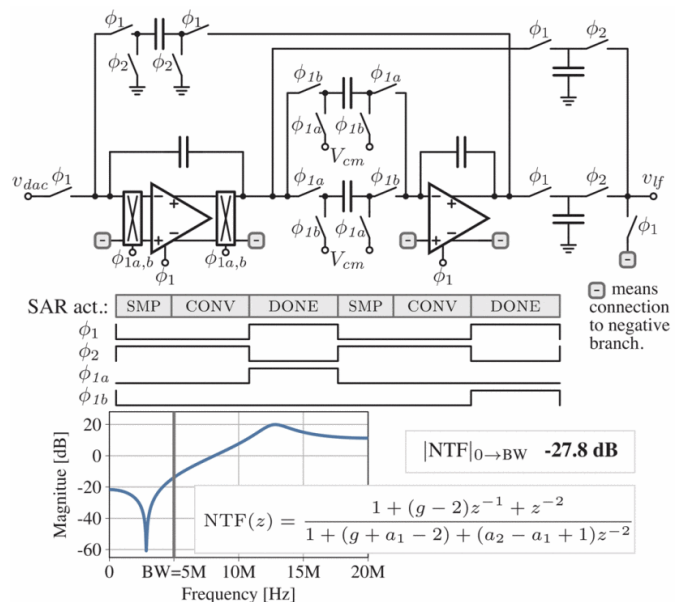 ϕ1 ϕ1
ϕ2 ϕ2
ϕ1 ϕ2
ϕ1b ϕ1a
ϕ1a ϕ1b
Vcm
vdac ϕ1
ϕ1a ϕ1b
ϕ1 ϕ2 vlf
− + + −
− + + −
ϕ1b ϕ1a
Vcm
ϕ1
- - - - -
ϕ1a,b ϕ1a,b
ϕ1 ϕ1
- means
connection
to negative
branch.
SAR act.: SMP CONV DONE SMP CONV DONE
ϕ1
ϕ2
ϕ1a
ϕ1b
Magnitue [dB]
20
0
-20
-40
-60
|NTF|0→BW -27.8 dB
NTF(z) = 1 + (g − 2)z−1 + z−2 / 1 + (g + a1 − 2) + (a2 − a1 + 1)z−2
0 BW=5M 10M 15M 20M
Frequency [Hz]